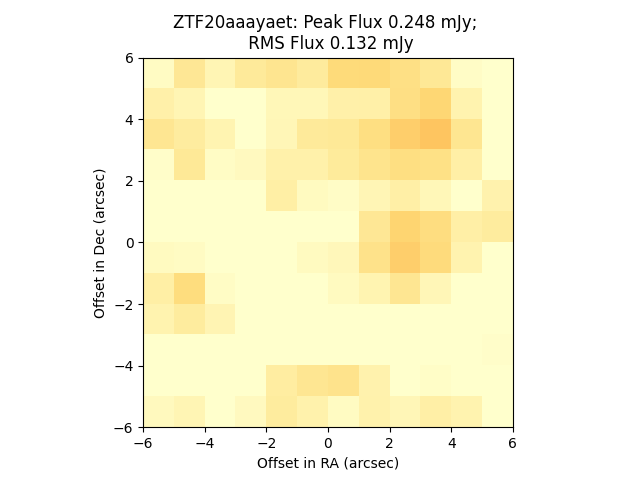 ZTF20aaayaet: Peak Flux 0.248 mJy;
RMS Flux 0.132 mJy
6
4
2
0
−2
−4
−6
Offset in Dec (arcsec)
−6 −4 −2 0 2 4 6
Offset in RA (arcsec)